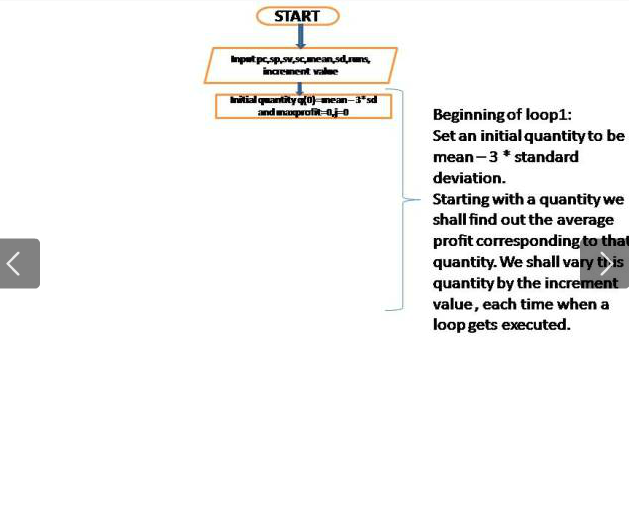 START
Input pc,sp,sv,sc,mean,sd,runs,
increment value
Initial quantity q(0)=mean-3*sd
and maxprofit=0,j=0
Beginning of loop1:
Set an initial quantity to be
mean-3 * standard
deviation.
Starting with a quantity we
shall find out the average
profit corresponding to that
quantity. We shall vary this
quantity by the increment
value, each time when a
loop gets executed.